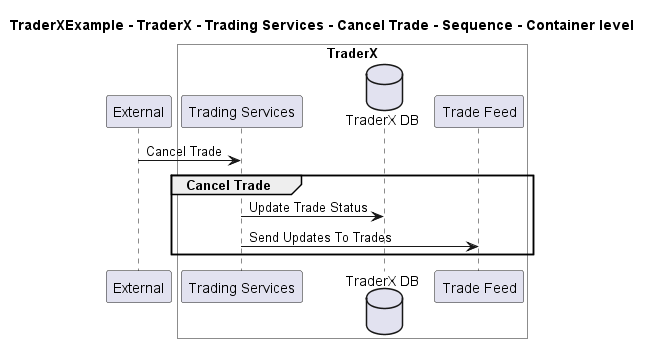 TraderXExample - TraderX - Trading Services - Cancel Trade - Sequence - Container level
TraderX
External
Trading Services
TraderX DB
Trade Feed
Cancel Trade
Cancel Trade
Update Trade Status
Send Updates To Trades
External
Trading Services
TraderX DB
Trade Feed